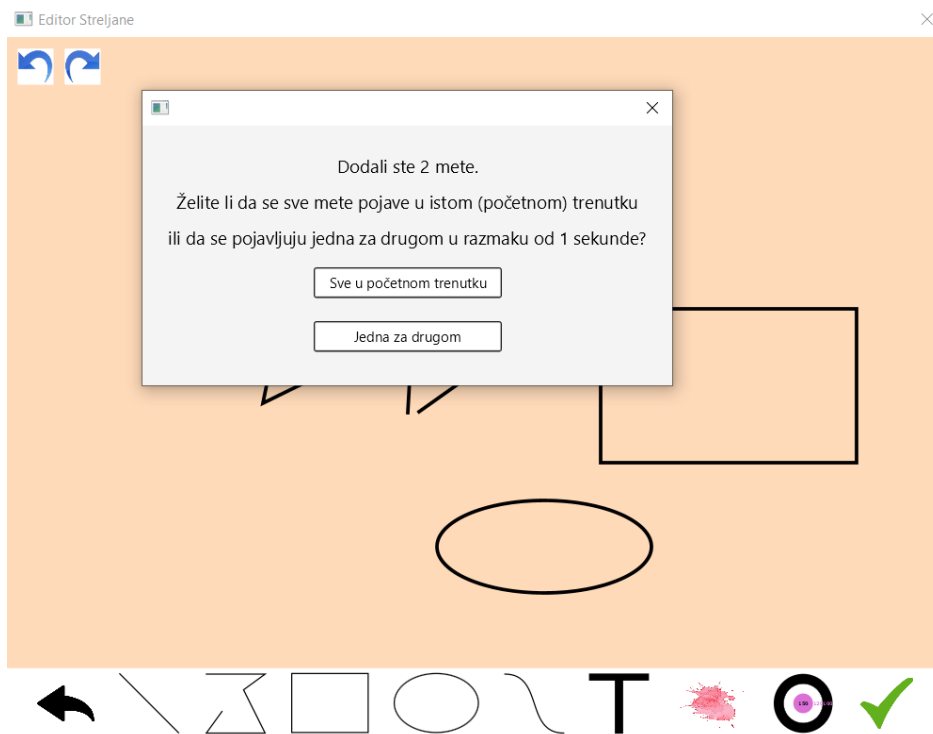 Editor Streljane
Dodali ste 2 mete.
Želite li da se sve mete pojave u istom (početnom) trenutku
ili da se pojavljuju jedna za drugom u razmaku od 1 sekunde?
Sve u početnom trenutku
Jedna za drugom
T